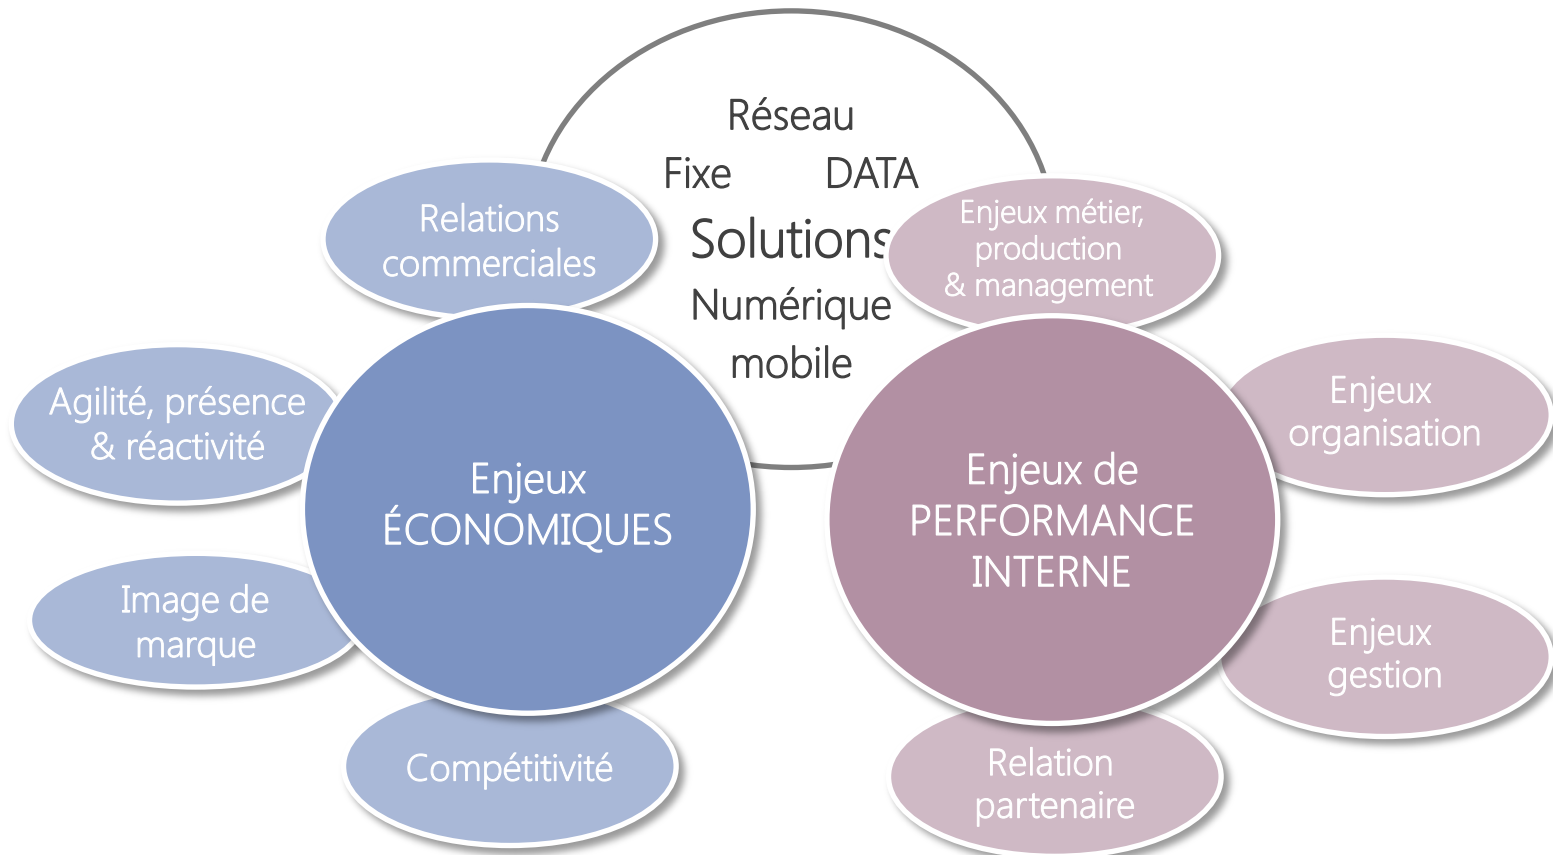 Réseau
Fixe DATA
Solutions
Numérique
mobile
Relations
commerciales
Agilité, présence
& réactivité
Image de
marque
Compétitivité
Enjeux
ÉCONOMIQUES
Enjeux métier,
production
& management
Enjeux de
PERFORMANCE
INTERNE
Enjeux
organisation
Enjeux
gestion
Relation
partenaire